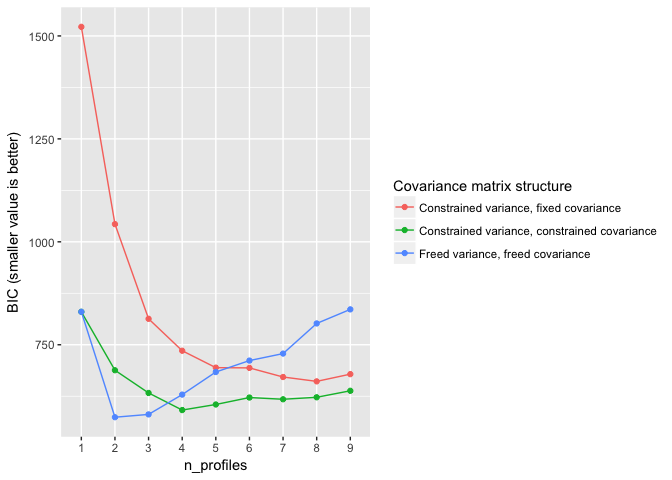 1500
1250
1000
750
BIC (smaller value is better)
1 2 3 4 5 6 7 8 9
n_profiles
Covariance matrix structure
Constrained variance, fixed covariance
Constrained variance, constrained covariance
Freed variance, freed covariance